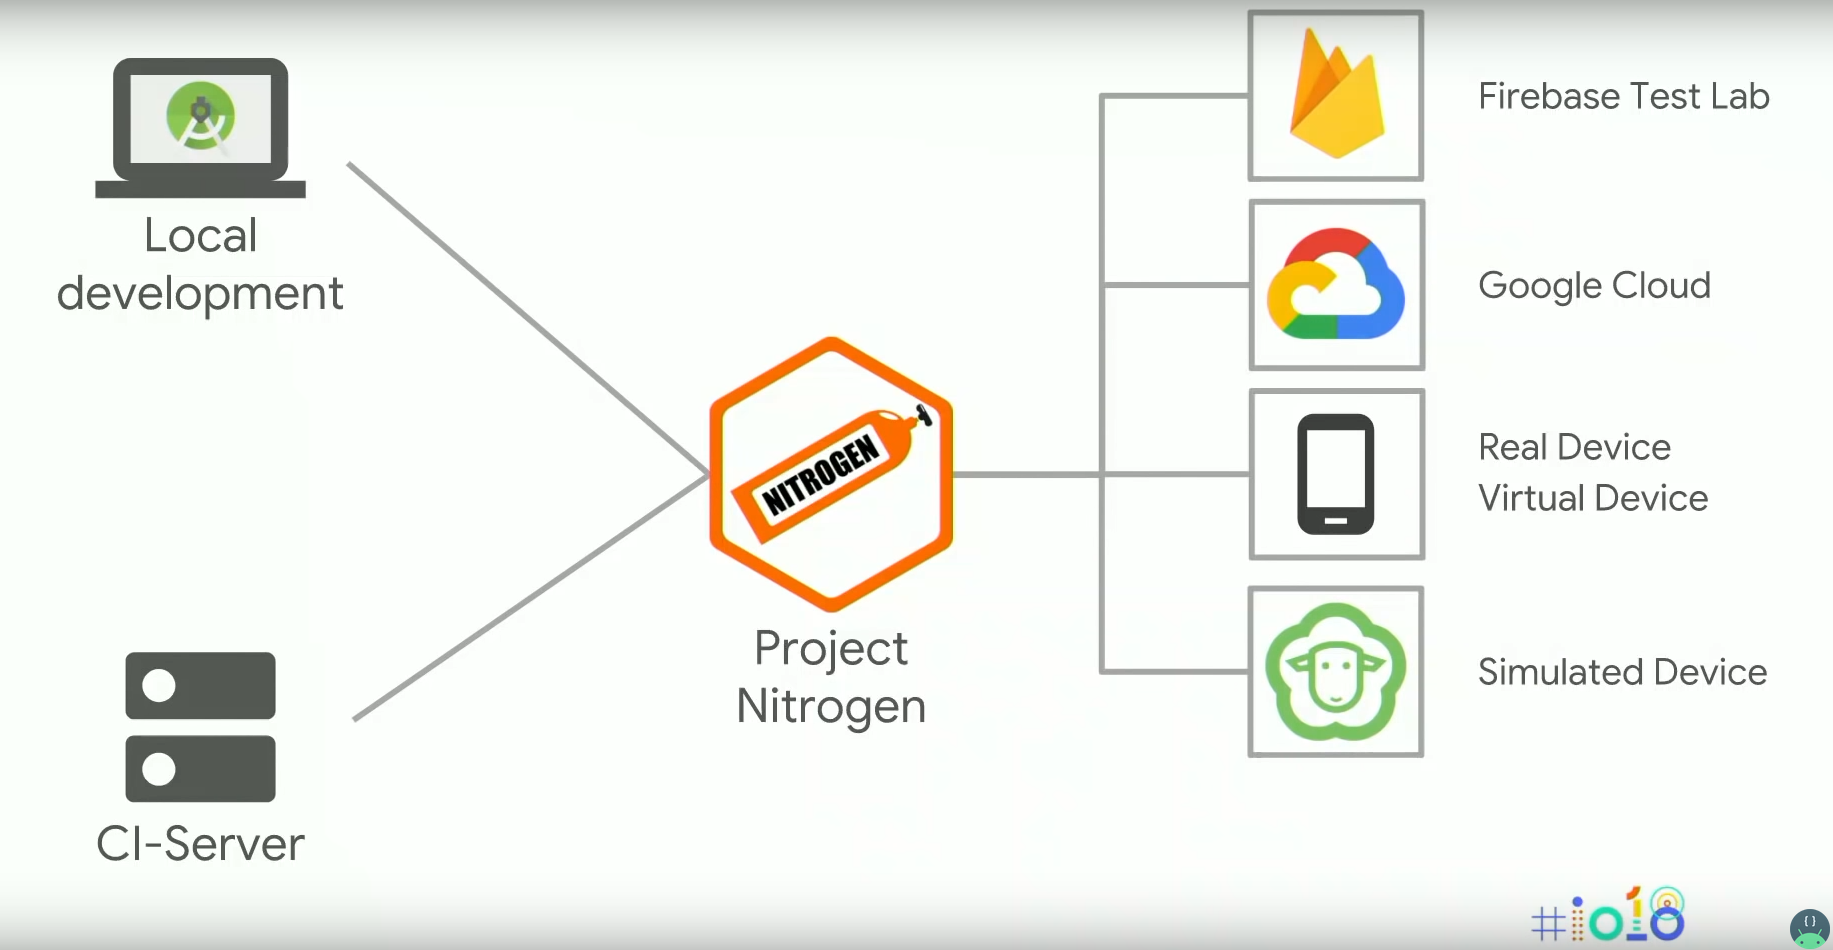 Local
development
CI-Server
NITROGEN
Project
Nitrogen
Firebase Test Lab
Google Cloud
Real Device
Virtual Device
Simulated Device
#io18
{ }